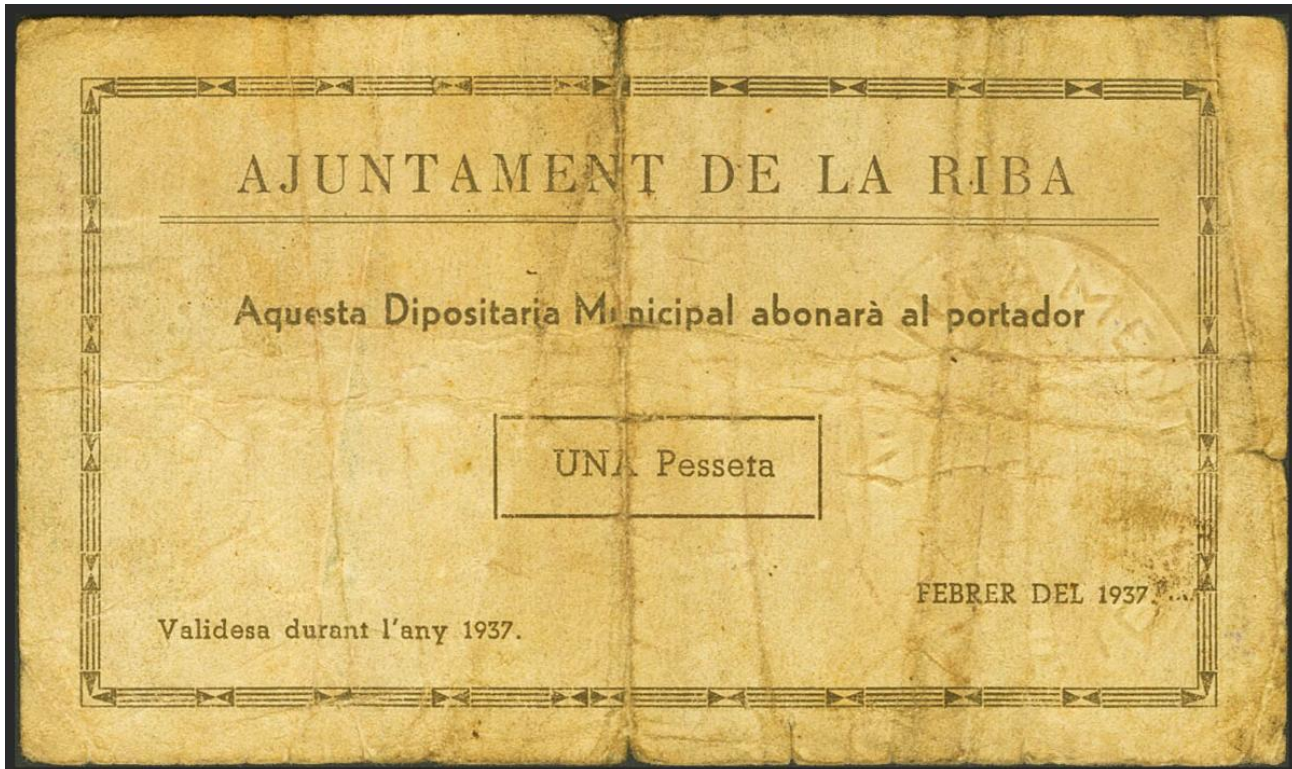 AJUNTAMENT DE LA RIBA
Aquesta Dipositaria Municipal abonarà al portador
UNA Pesseta
FEBRER DEL 1937.
Validesa durant l'any 1937.